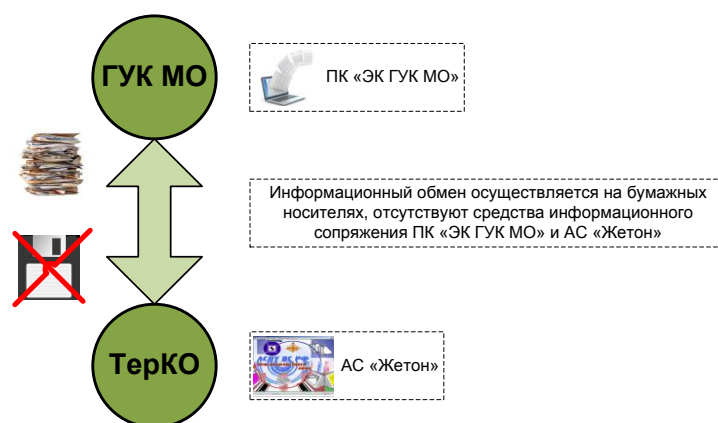 ГУК МО
ПК «ЭК ГУК МО»
Информационный обмен осуществляется на бумажных
носителях, отсутствуют средства информационного
сопряжения ПК «ЭК ГУК МО» и АС «Жетон»
ТерКО
АС «Жетон»